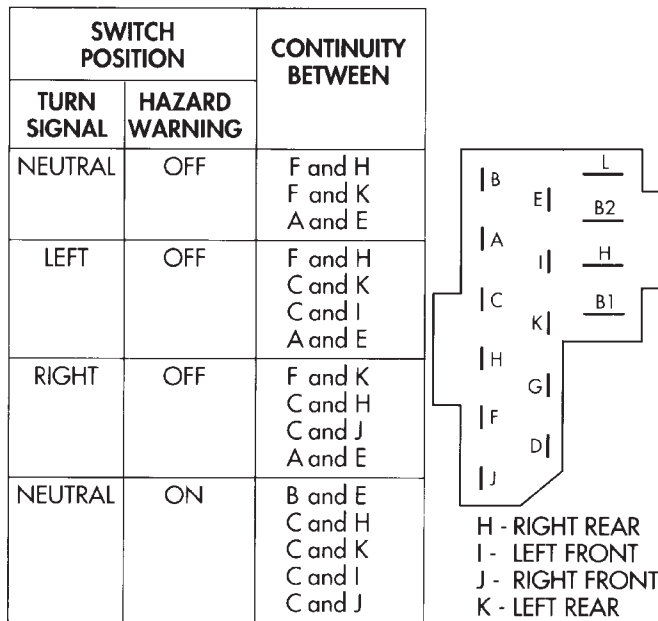 SWITCH
POSITION
CONTINUITY
BETWEEN
TURN
SIGNAL
HAZARD
WARNING
NEUTRAL
OFF
F and H
F and K
A and E
LEFT
OFF
F and H
C and K
C and I
A and E
RIGHT
OFF
F and K
C and H
C and J
A and E
NEUTRAL
ON
B and E
C and H
C and K
C and I
C and J
B
A
C
H
F
J
E
I
K
G
D
L
B2
H
B1
H - RIGHT REAR
I - LEFT FRONT
J - RIGHT FRONT
K - LEFT REAR